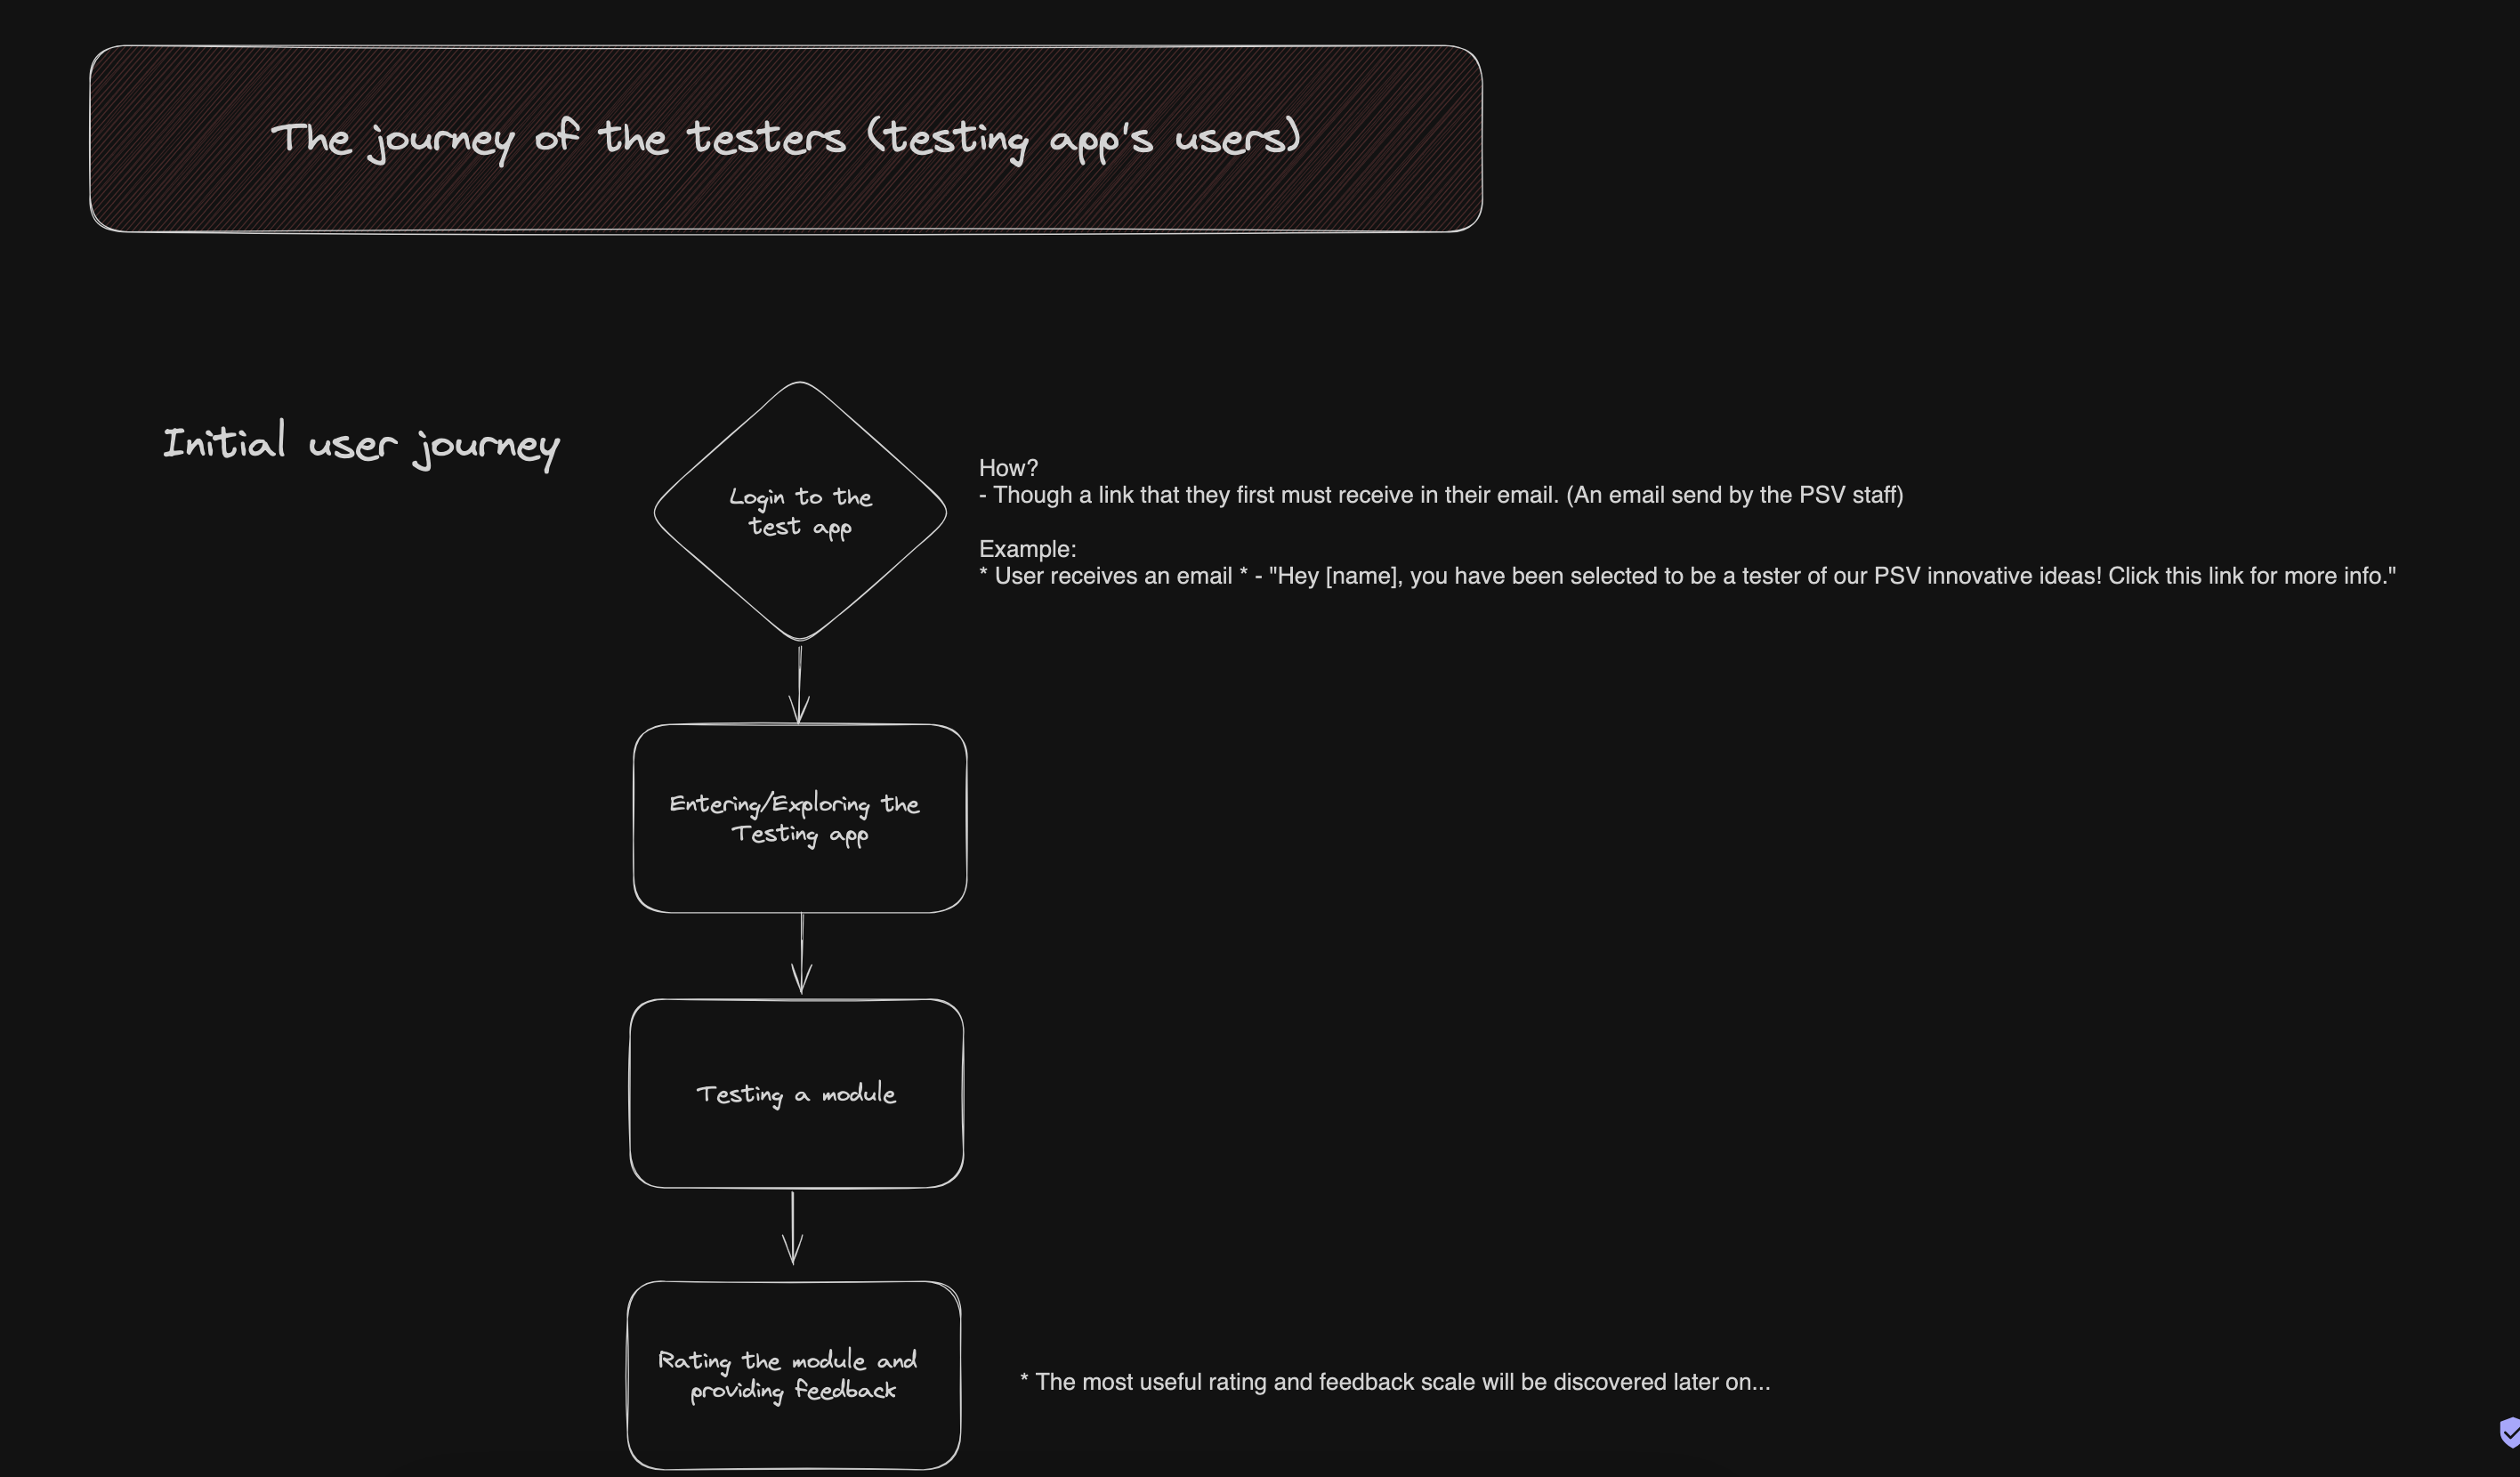 The journey of the testers (testing app's users)
Initial user journey
Login to the
test app
How?
- Though a link that they first must receive in their email. (An email send by the PSV staff)
Example:
* User receives an email * - "Hey [name], you have been selected to be a tester of our PSV innovative ideas! Click this link for more info."
Entering/Exploring the
Testing app
Testing a module
Rating the module and
providing feedback
* The most useful rating and feedback scale will be discovered later on...